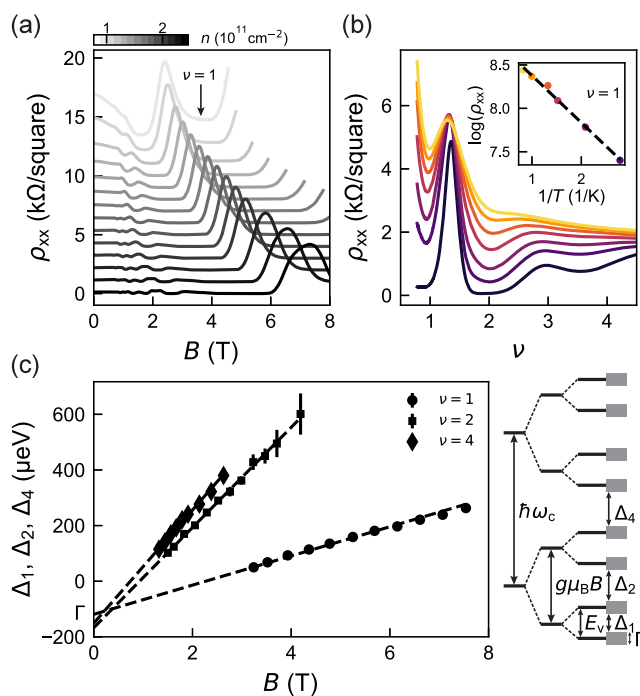 (a)
n (10¹¹cm⁻²)
1
2
20
15
10
5
0
ρxx (kΩ/square)
ν = 1
0
2
4
6
8
B (T)
(b)
6
4
2
0
ρxx (kΩ/square)
1
2
3
4
ν
8.5
8.0
7.5
log(ρxx)
ν = 1
1
2
1/T (1/K)
(c)
600
400
200
0
Γ
−200
Δ₁, Δ₂, Δ₄ (µeV)
ν = 1
ν = 2
ν = 4
0
2
4
6
8
B (T)
ħωc
gµBB
Ev
Δ₄
Δ₂
Δ₁
Γ